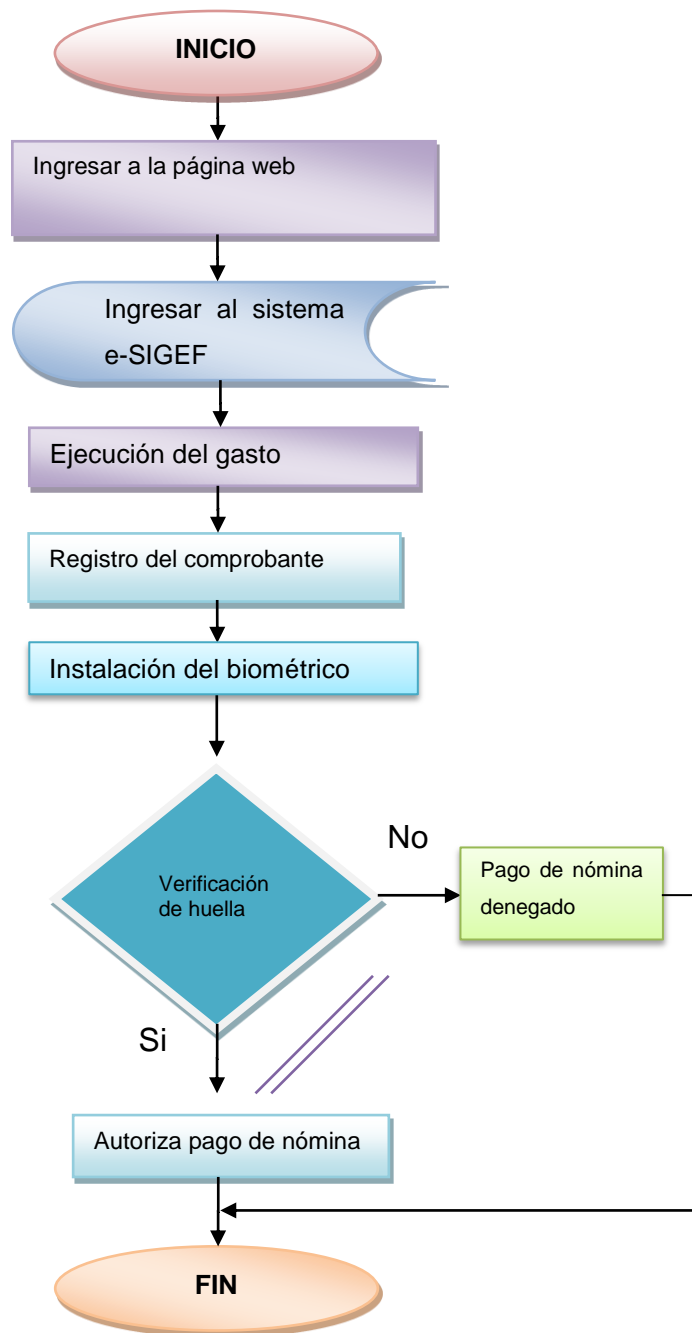 INICIO
Ingresar a la página web
Ingresar al sistema
e-SIGEF
Ejecución del gasto
Registro del comprobante
Instalación del biométrico
Verificación
de huella
No
Pago de nómina
denegado
Si
Autoriza pago de nómina
FIN